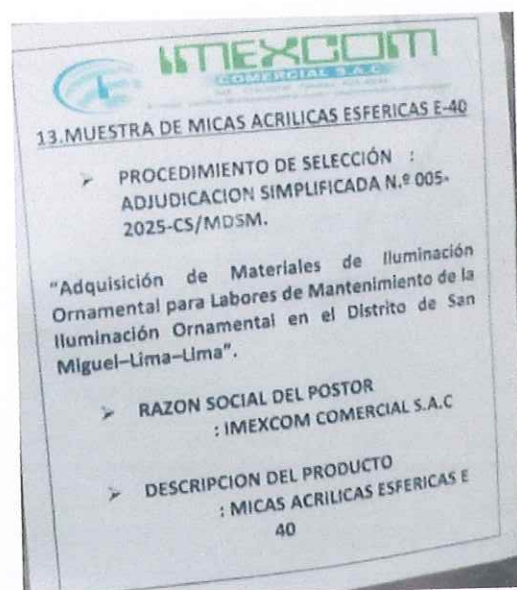 IMEXCOM
COMERCIAL S.A.C
13.MUESTRA DE MICAS ACRILICAS ESFERICAS E-40
➢ PROCEDIMIENTO DE SELECCIÓN :
ADJUDICACION SIMPLIFICADA N.º 005-
2025-CS/MDSM.
"Adquisición de Materiales de Iluminación
Ornamental para Labores de Mantenimiento de la
Iluminación Ornamental en el Distrito de San
Miguel–Lima–Lima".
➢ RAZON SOCIAL DEL POSTOR
: IMEXCOM COMERCIAL S.A.C
➢ DESCRIPCION DEL PRODUCTO
: MICAS ACRILICAS ESFERICAS E
40